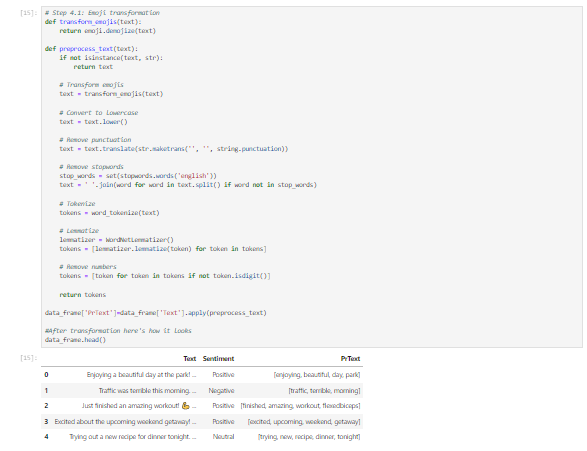 [15]: # Step 4.1: Emoji transformation
def transform_emojis(text):
return emoji.demojize(text)
def preprocess_text(text):
if not isinstance(text, str):
return text
# Transform emojis
text = transform_emojis(text)
# Convert to lowercase
text = text.lower()
# Remove punctuation
text = text.translate(str.maketrans('', '', string.punctuation))
# Remove stopwords
stop_words = set(stopwords.words('english'))
text = ' '.join(word for word in text.split() if word not in stop_words)
# Tokenize
tokens = word_tokenize(text)
# Lemmatize
lemmatizer = WordNetLemmatizer()
tokens = [lemmatizer.lemmatize(token) for token in tokens]
# Remove numbers
tokens = [token for token in tokens if not token.isdigit()]
return tokens
data_frame['PrText']=data_frame['Text'].apply(preprocess_text)
#After transformation here's how it looks
data_frame.head()
[15]: Text Sentiment PrText
0 Enjoying a beautiful day at the park! ... Positive [enjoying, beautiful, day, park]
1 Traffic was terrible this morning. ... Negative [traffic, terrible, morning]
2 Just finished an amazing workout! 💪 ... Positive [finished, amazing, workout, flexedbiceps]
3 Excited about the upcoming weekend getaway! ... Positive [excited, upcoming, weekend, getaway]
4 Trying out a new recipe for dinner tonight. ... Neutral [trying, new, recipe, dinner, tonight]